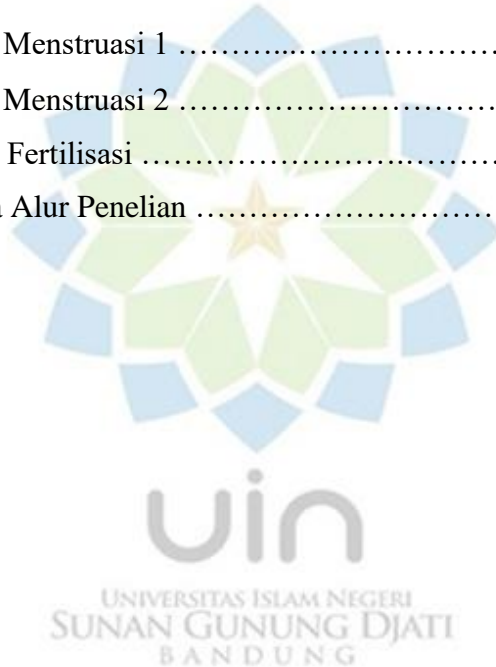 Menstruasi 1 ………...…………………
Menstruasi 2 ……………….……………
Fertilisasi …………………….………
Alur Penelian …………………………
uin
UNIVERSITAS ISLAM NEGERI
SUNAN GUNUNG DJATI
BANDUNG